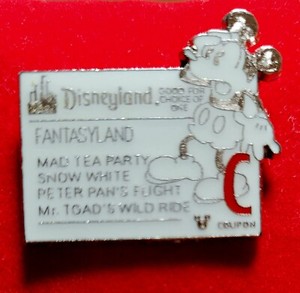 Disneyland
GOOD FOR
CHOICE OF
ONE
FANTASYLAND
MAD TEA PARTY
SNOW WHITE
PETER PAN'S FLIGHT
Mr. TOAD'S WILD RIDE
C
COUPON